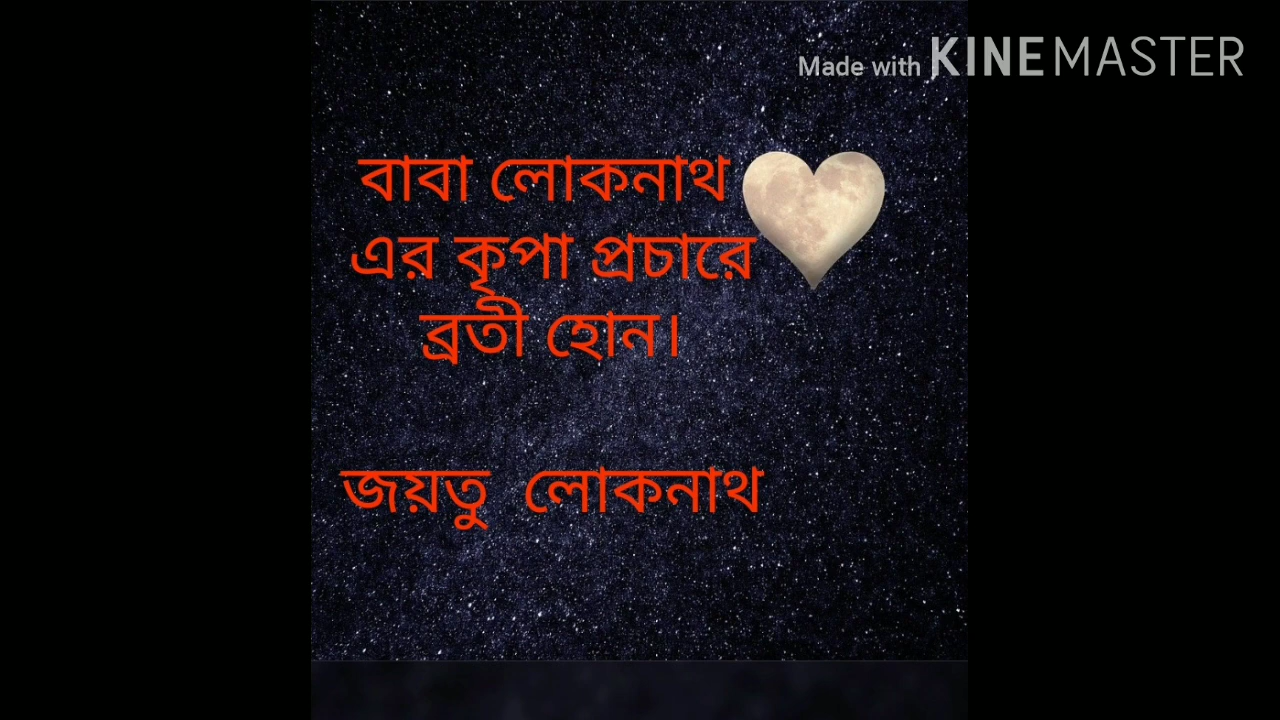 Made with KINEMASTER
বাবা লোকনাথ
এর কৃপা প্রচারে
ব্রতী হোন।
জয়তু লোকনাথ